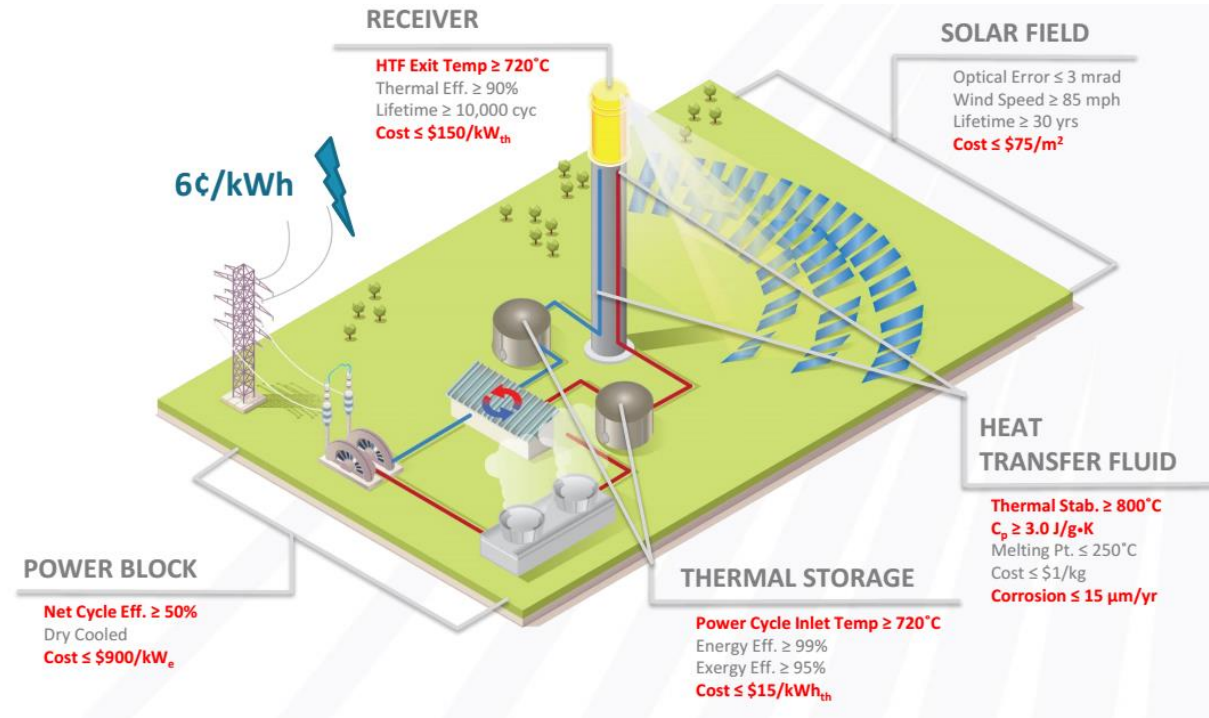 RECEIVER
HTF Exit Temp ≥ 720˚C
Thermal Eff. ≥ 90%
Lifetime ≥ 10,000 cyc
Cost ≤ $150/kWth
SOLAR FIELD
Optical Error ≤ 3 mrad
Wind Speed ≥ 85 mph
Lifetime ≥ 30 yrs
Cost ≤ $75/m²
6¢/kWh
HEAT
TRANSFER FLUID
Thermal Stab. ≥ 800˚C
Cp ≥ 3.0 J/g•K
Melting Pt. ≤ 250˚C
Cost ≤ $1/kg
Corrosion ≤ 15 µm/yr
POWER BLOCK
Net Cycle Eff. ≥ 50%
Dry Cooled
Cost ≤ $900/kWe
THERMAL STORAGE
Power Cycle Inlet Temp ≥ 720˚C
Energy Eff. ≥ 99%
Exergy Eff. ≥ 95%
Cost ≤ $15/kWhth